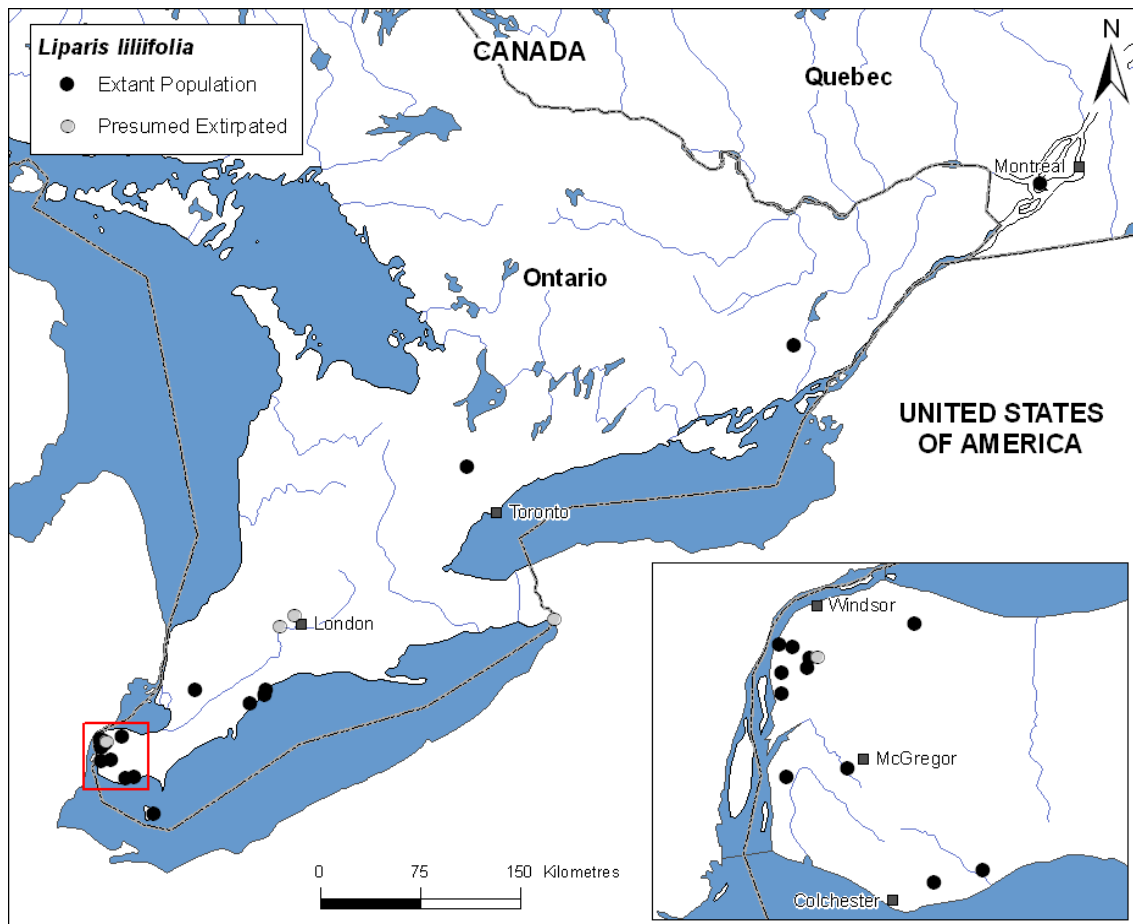 Liparis liliifolia
Extant Population
Presumed Extirpated
CANADA
Quebec
N
Montréal
Ontario
UNITED STATES
OF AMERICA
Toronto
London
Windsor
McGregor
Colchester
0 75 150 Kilometres